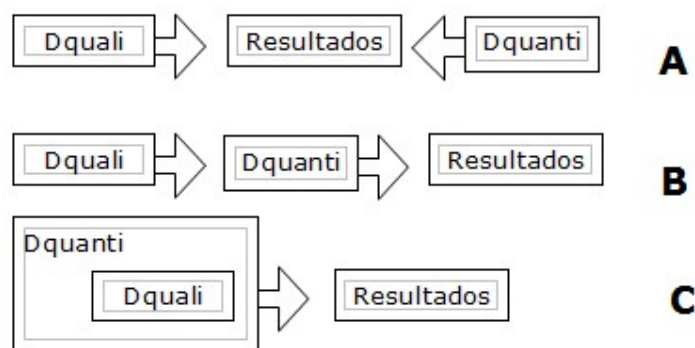 Dquali Resultados Dquanti A
Dquali Dquanti Resultados B
Dquanti
Dquali Resultados C